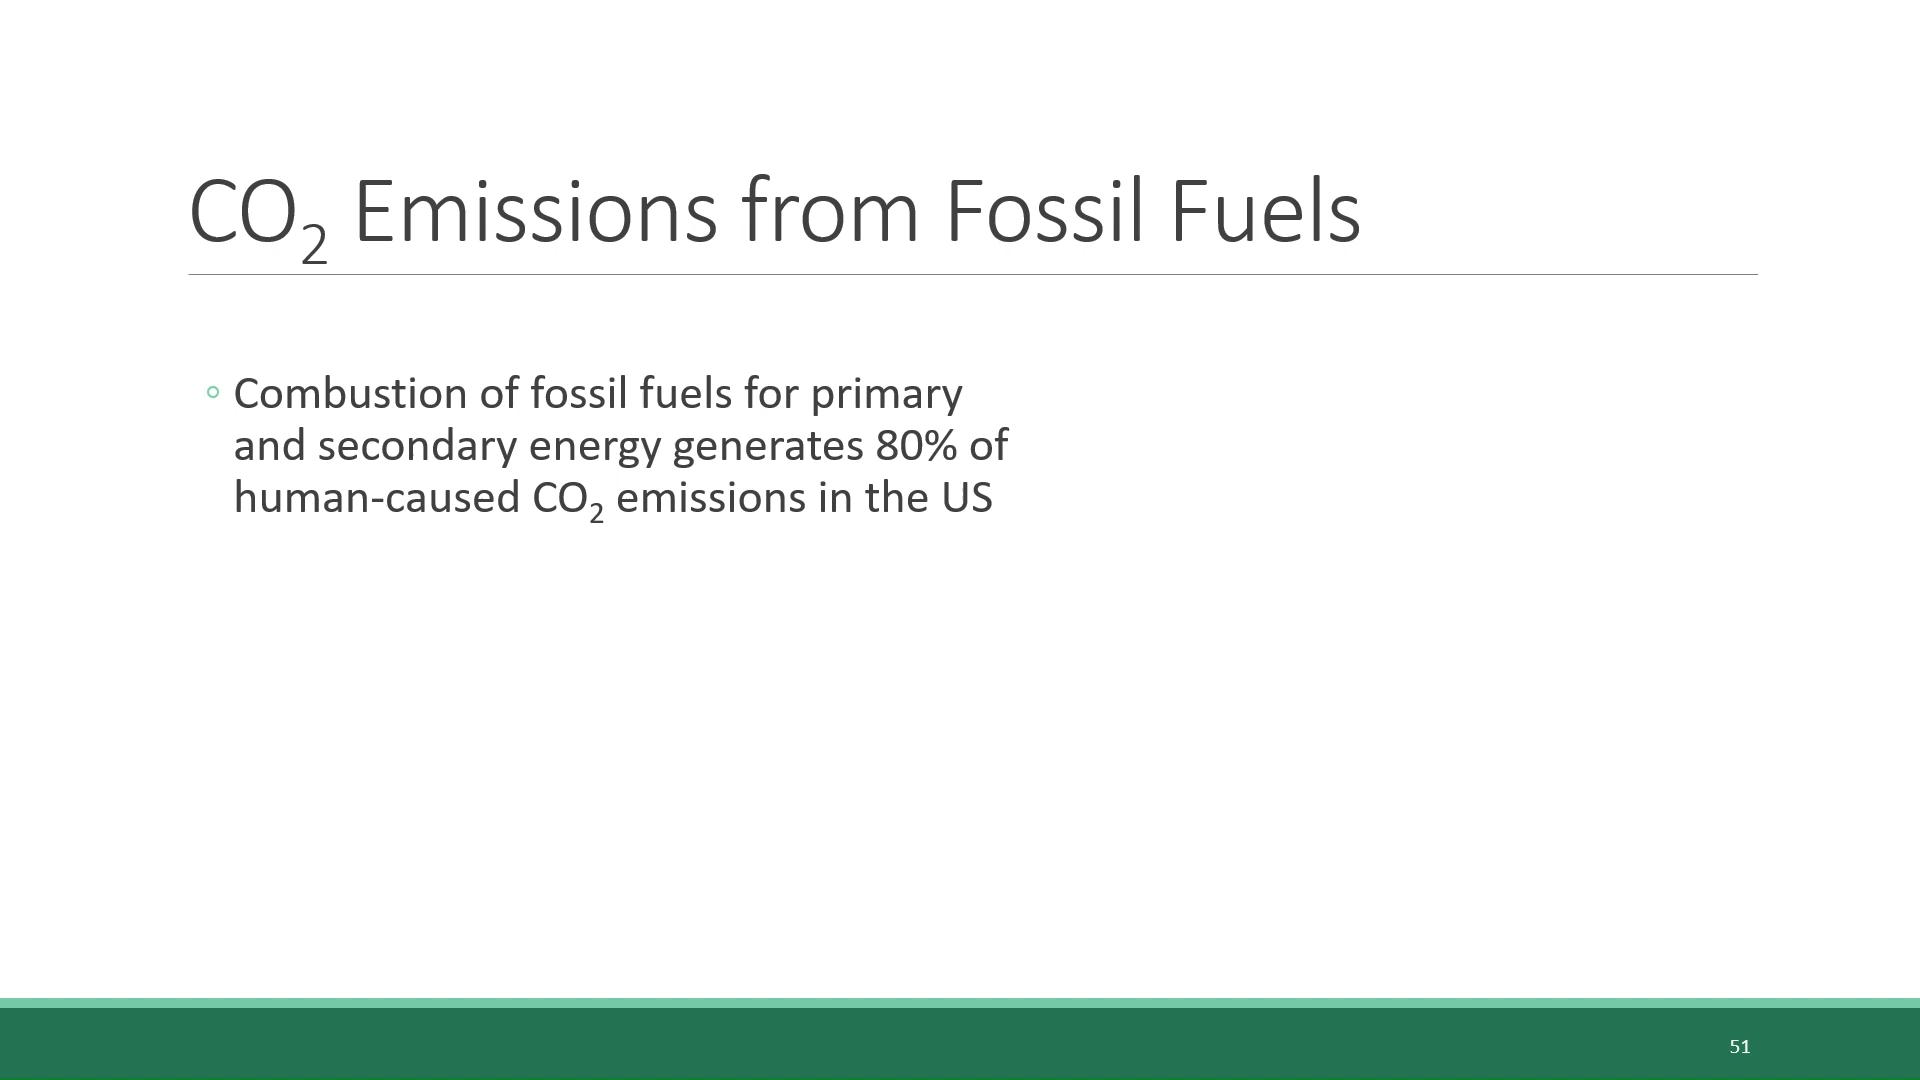 CO₂ Emissions from Fossil Fuels
◦ Combustion of fossil fuels for primary
and secondary energy generates 80% of
human-caused CO₂ emissions in the US
51